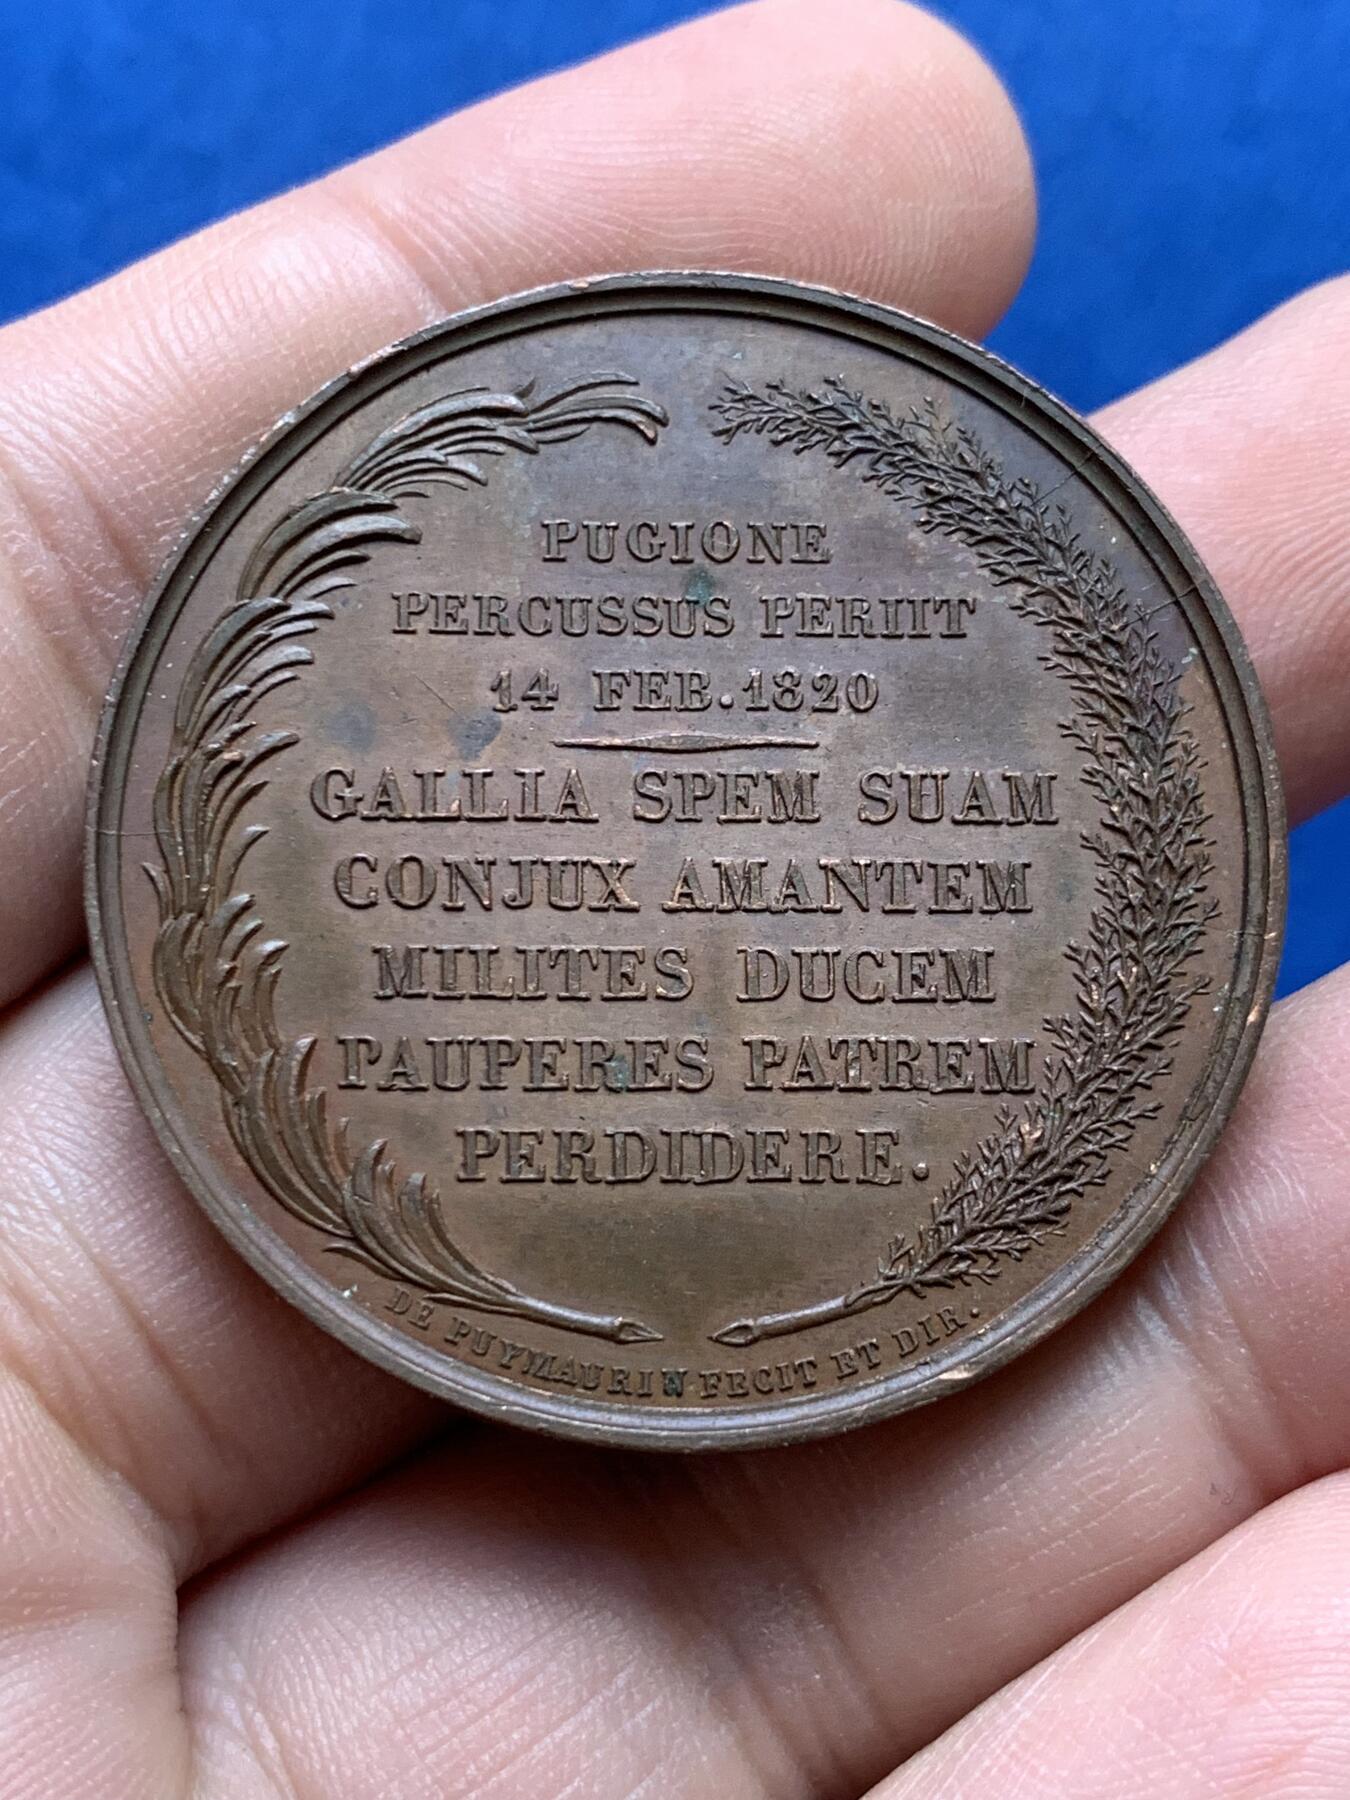 PUGIONE
PERCUSSUS PERIIT
14 FEB. 1820
GALLIA SPEM SUAM
CONJUX AMANTEM
MILITES DUCEM
PAUPERES PATREM
PERDIDERE.
DE PUYMAURIN FECIT ET DIR.